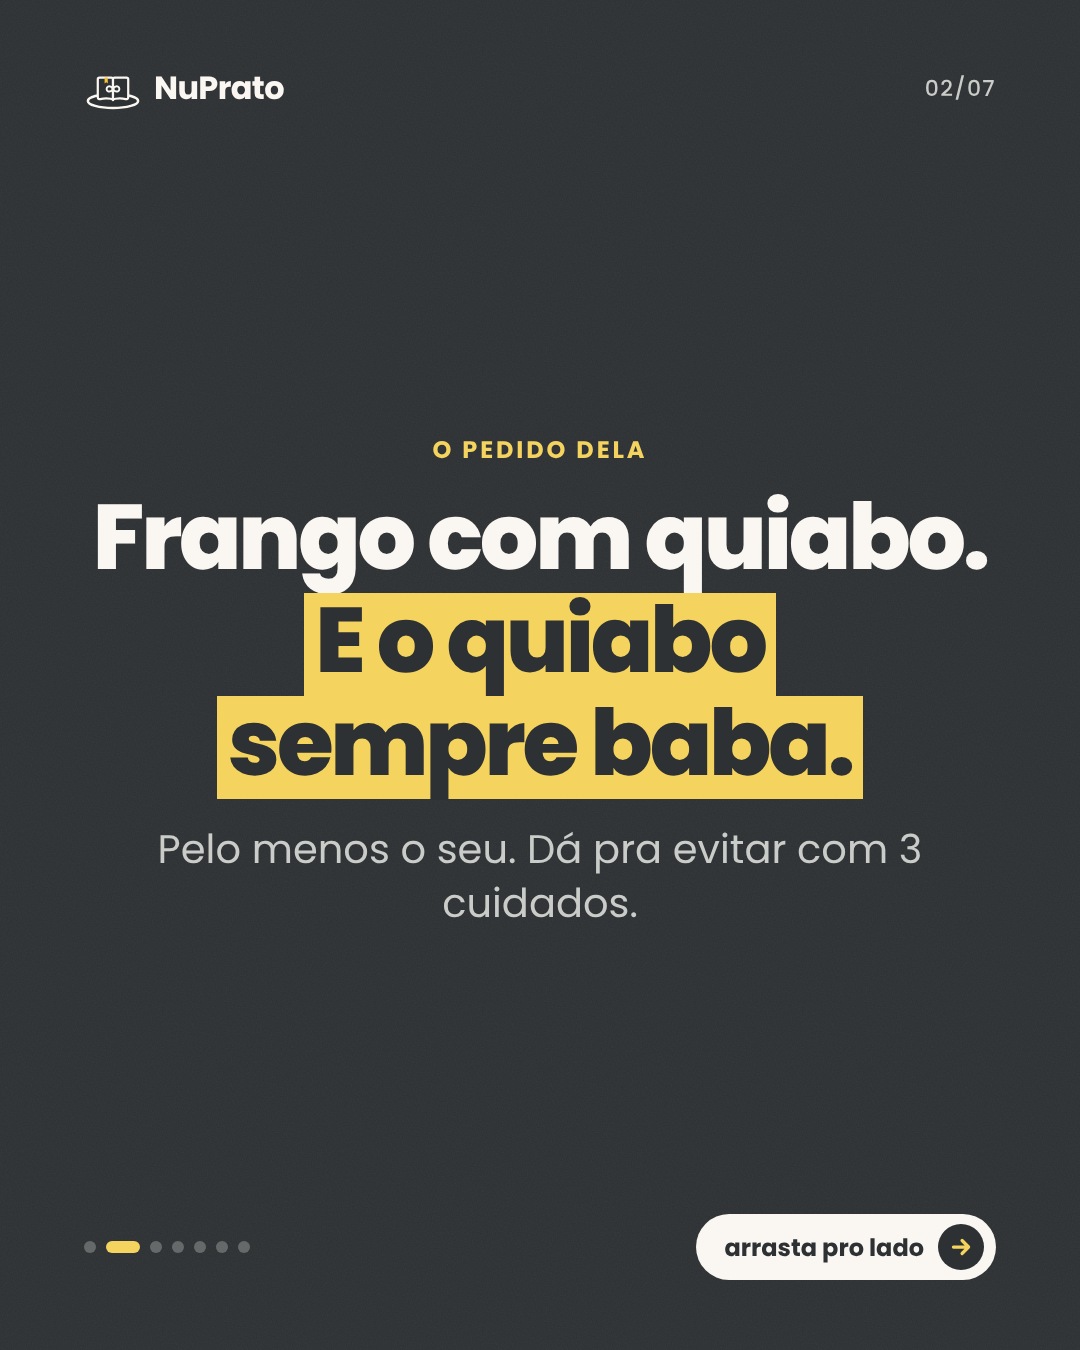 NuPrato
02/07
O PEDIDO DELA
Frango com quiabo.
E o quiabo
sempre baba.
Pelo menos o seu. Dá pra evitar com 3
cuidados.
arrasta pro lado